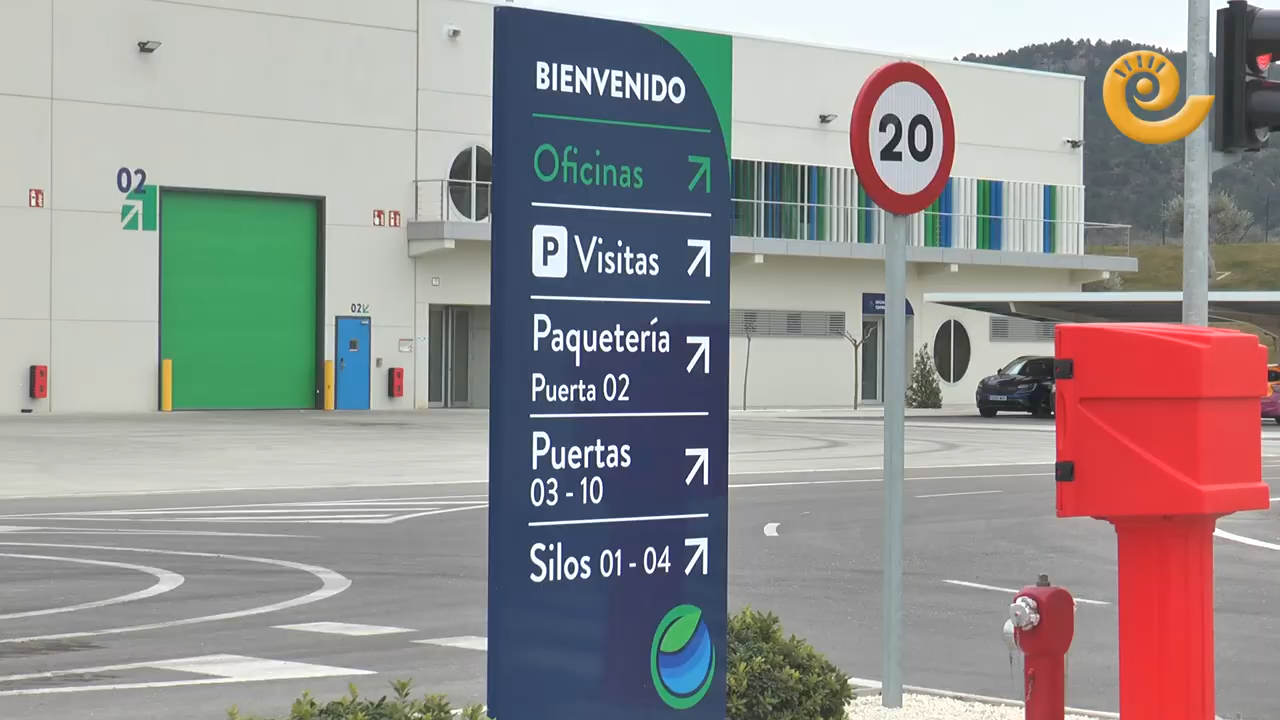 BIENVENIDO
Oficinas
P Visitas
Paquetería
Puerta 02
Puertas
03 - 10
Silos 01 - 04
20
02
02